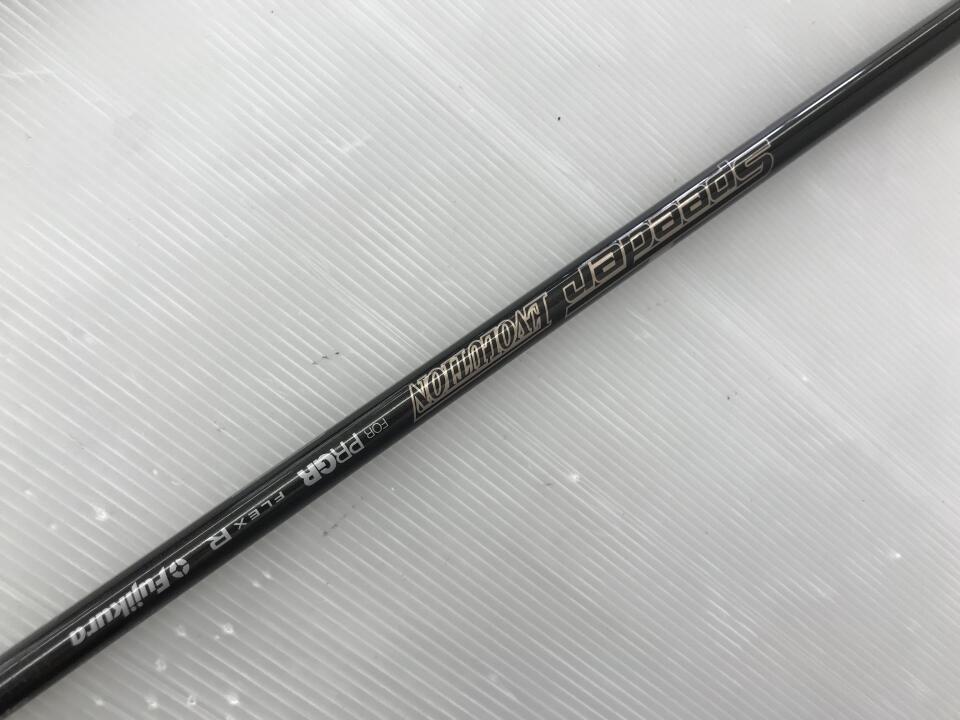 Speeder
EVOLUTION
FOR PRGR
FLEX R
Fujikura